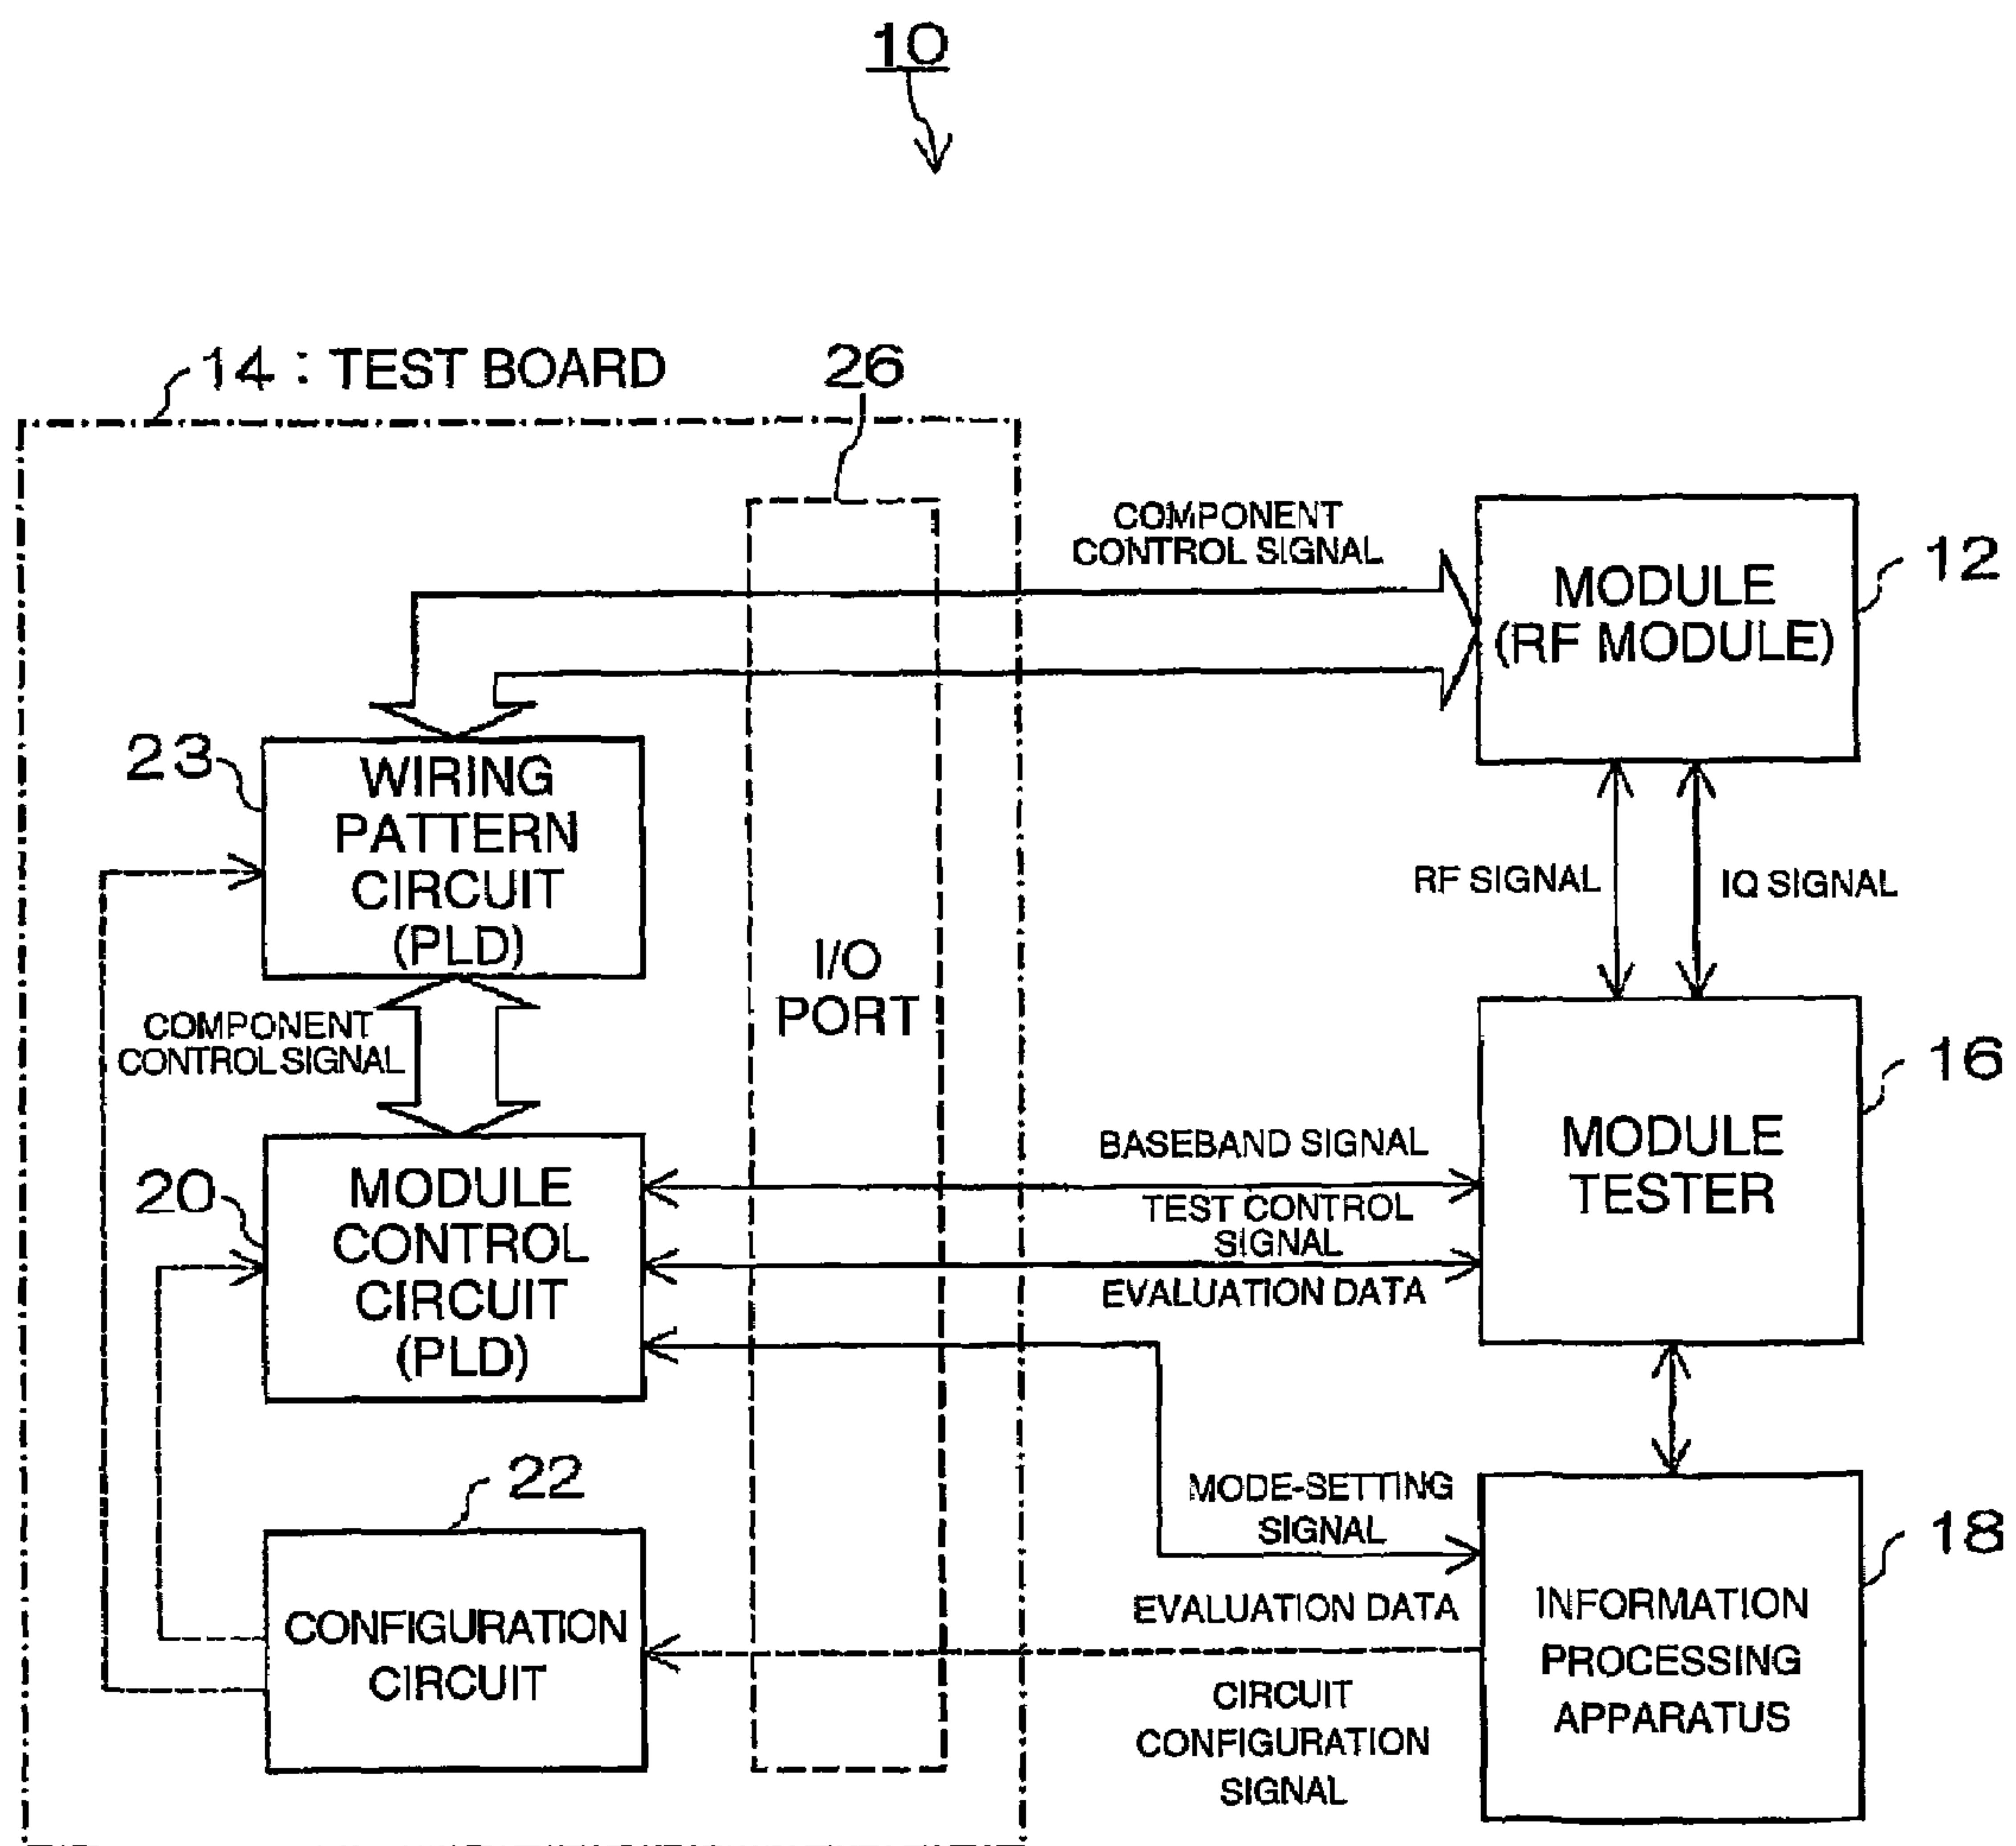 10
14 : TEST BOARD
26
COMPONENT
CONTROL SIGNAL
MODULE
(RF MODULE)
12
23
WIRING
PATTERN
CIRCUIT
(PLD)
RF SIGNAL
IQ SIGNAL
I/O
PORT
COMPONENT
CONTROL SIGNAL
16
MODULE
TESTER
20
MODULE
CONTROL
CIRCUIT
(PLD)
BASEBAND SIGNAL
TEST CONTROL
SIGNAL
EVALUATION DATA
22
MODE-SETTING
SIGNAL
18
CONFIGURATION
CIRCUIT
EVALUATION DATA
INFORMATION
PROCESSING
APPARATUS
CIRCUIT
CONFIGURATION
SIGNAL